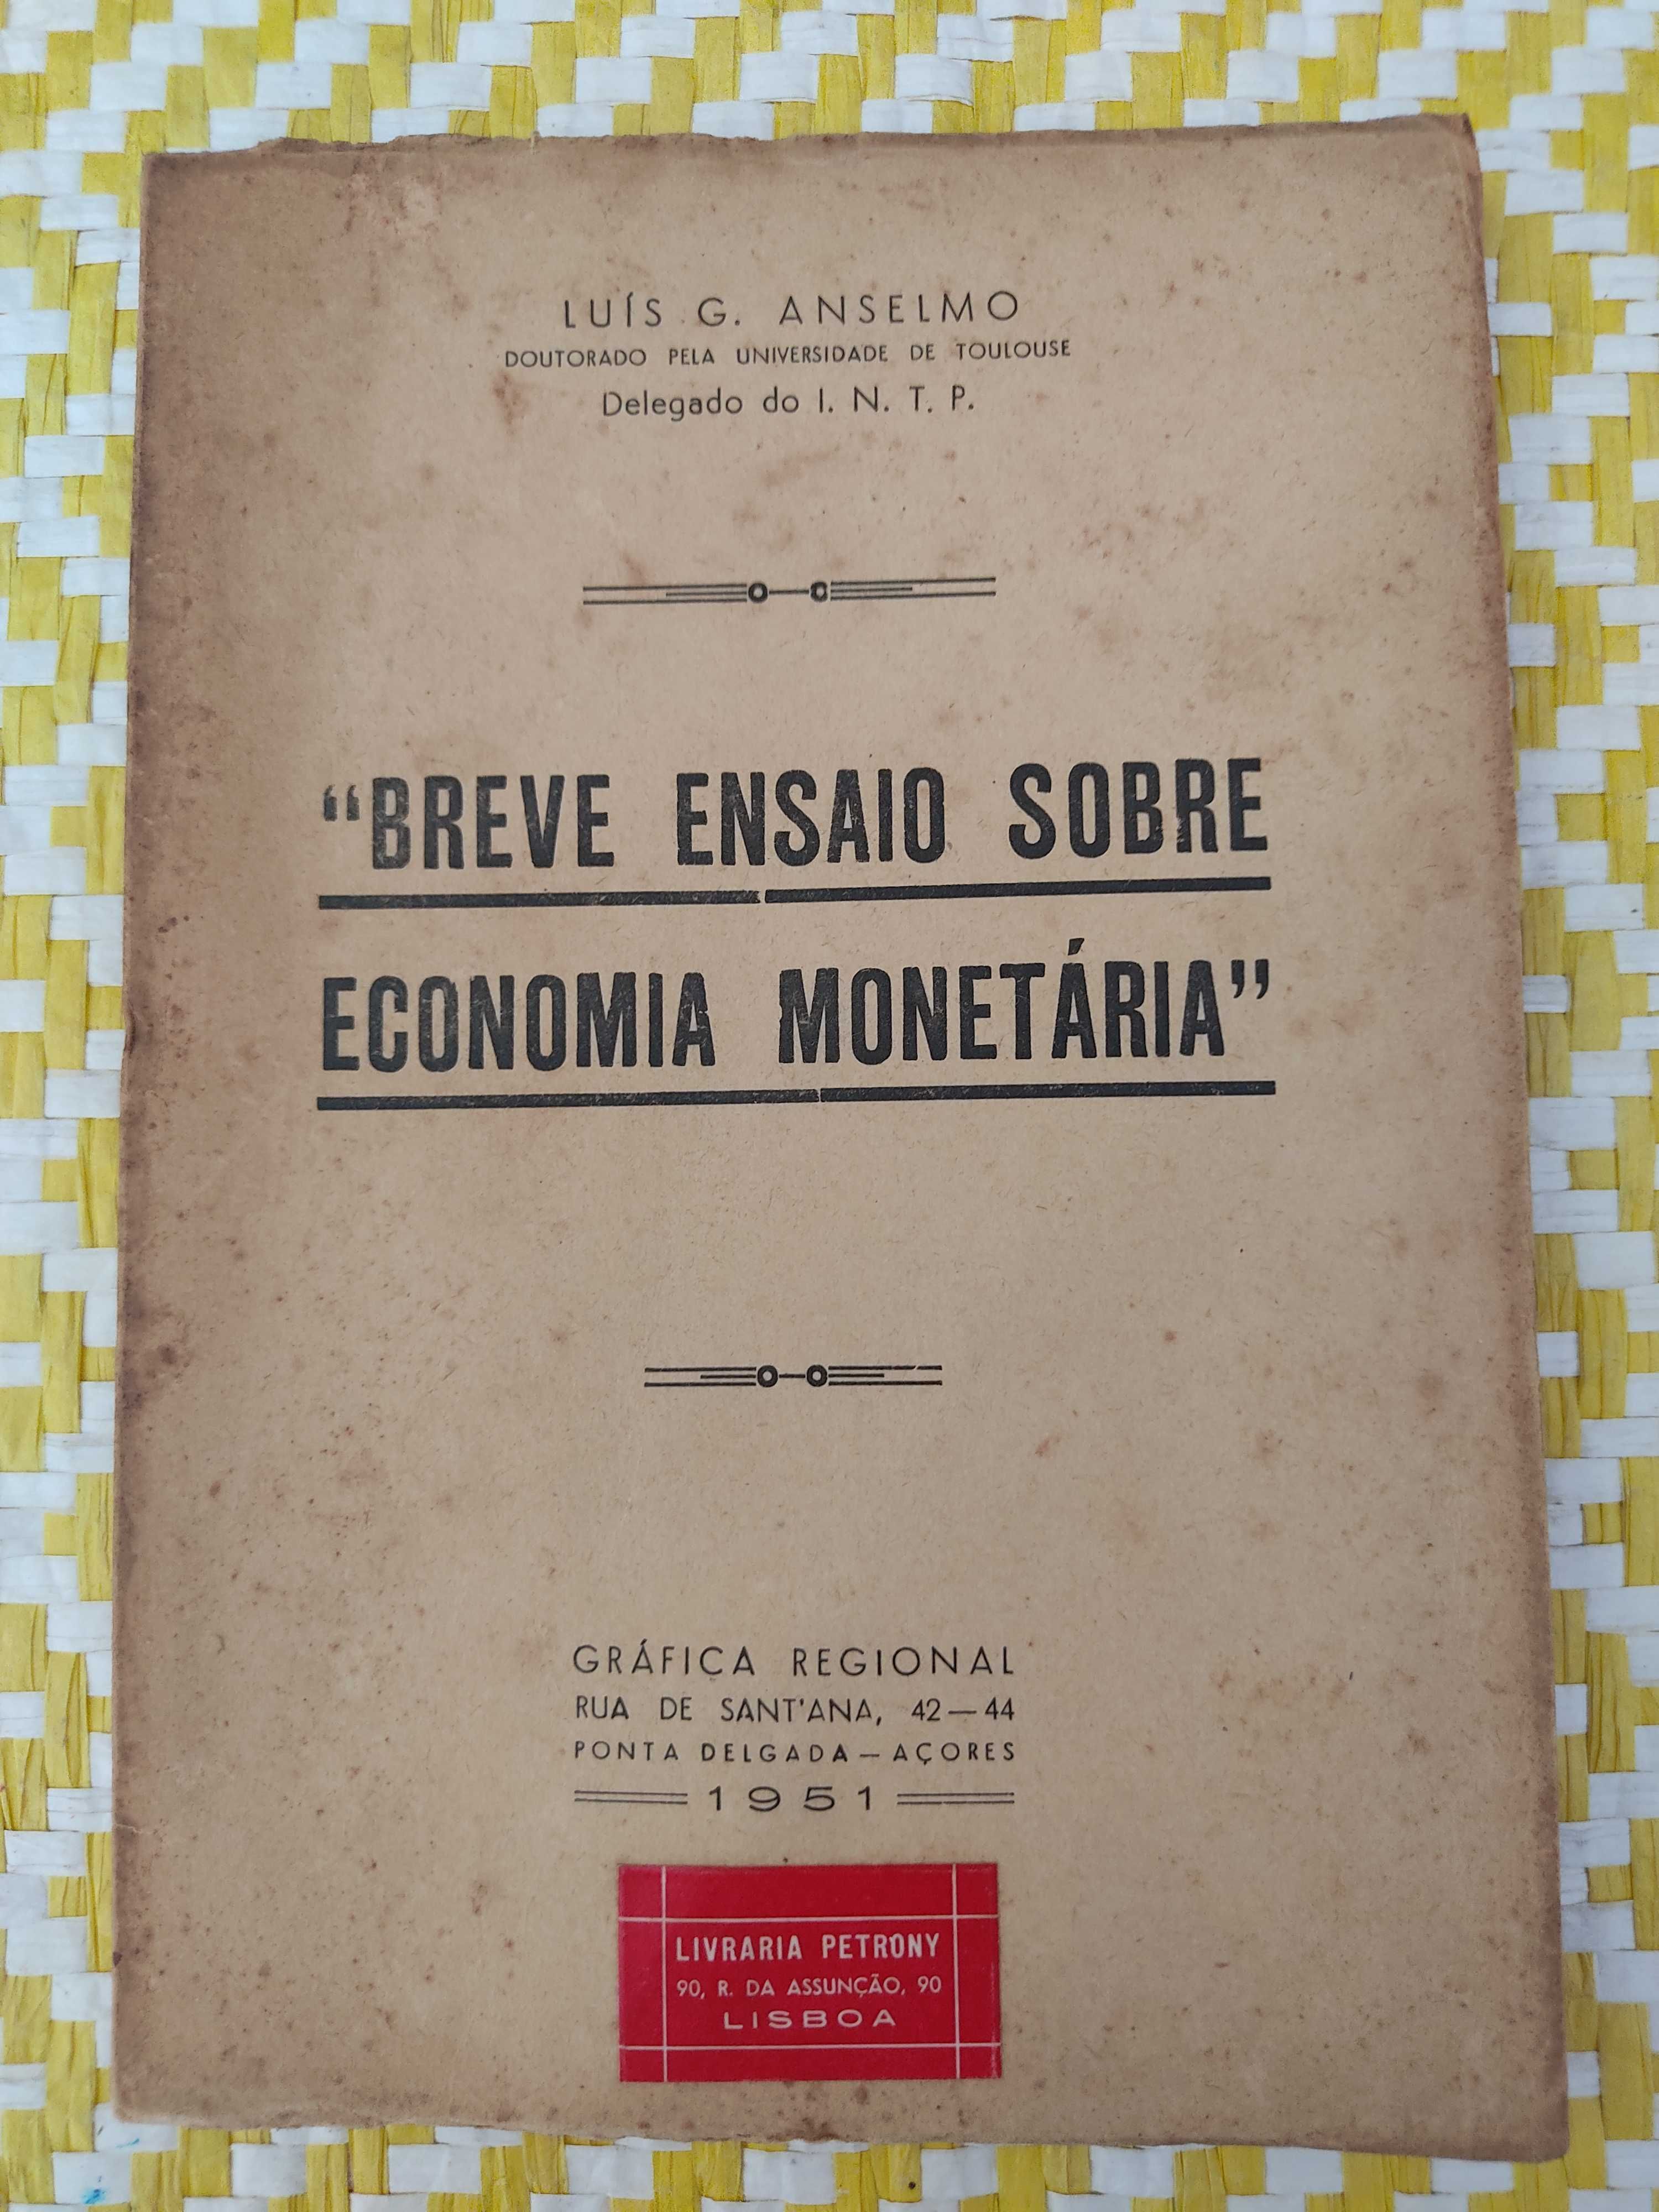 LUÍS G. ANSELMO
DOUTORADO PELA UNIVERSIDADE DE TOULOUSE
Delegado do I. N. T. P.
“BREVE ENSAIO SOBRE
ECONOMIA MONETÁRIA”
GRÁFICA REGIONAL
RUA DE SANT'ANA, 42—44
PONTA DELGADA—AÇORES
1951
LIVRARIA PETRONY
90, R. DA ASSUNÇÃO, 90
LISBOA